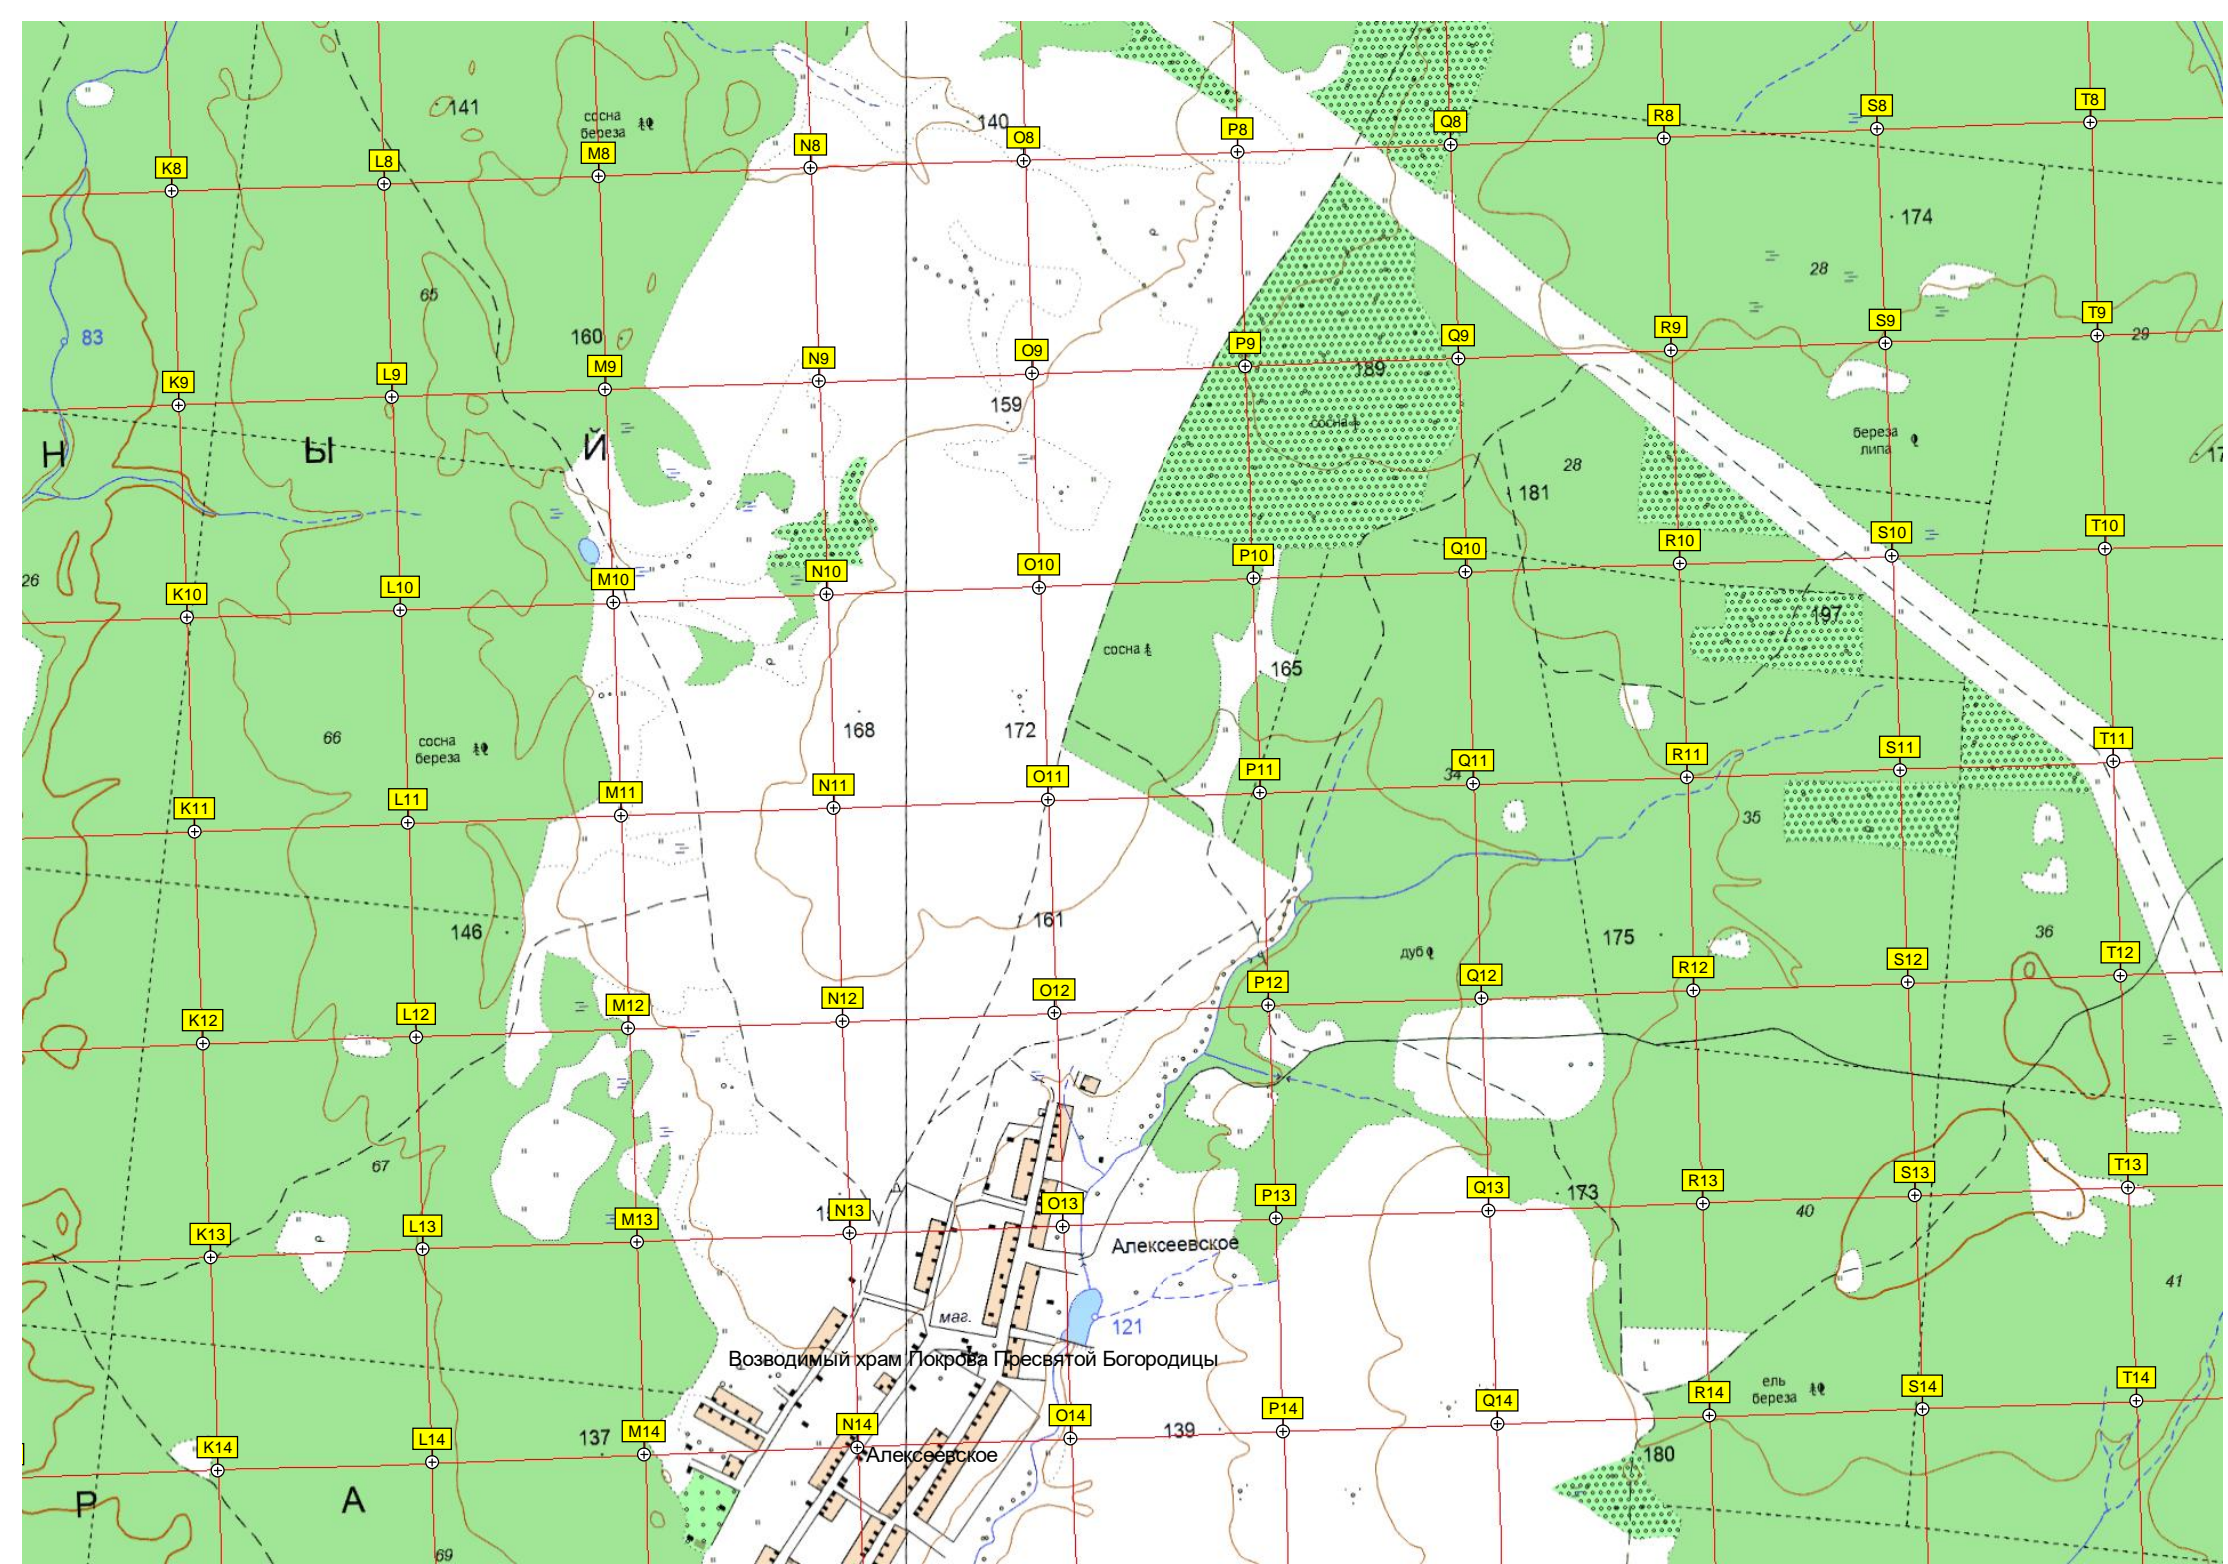 141
сосна
береза
140
K8
L8
M8
N8
O8
P8
Q8
R8
S8
T8
174
65
28
83
160
K9
L9
M9
N9
O9
P9
Q9
R9
S9
T9
29
189
159
сосна
Н
Ы
Й
береза
липа
28
181
26
K10
L10
M10
N10
O10
P10
Q10
R10
S10
T10
197
сосна
165
66
сосна
береза
168
172
K11
L11
M11
N11
O11
P11
Q11
R11
S11
T11
34
35
146
161
дуб
175
36
K12
L12
M12
N12
O12
P12
Q12
R12
S12
T12
67
K13
L13
M13
N13
O13
P13
Q13
R13
S13
T13
173
40
Алексеевское
41
маг.
121
Возводимый храм Покрова Пресвятой Богородицы
ель
береза
K14
L14
M14
N14
O14
P14
Q14
R14
S14
T14
137
139
Алексеевское
180
Р
А
69